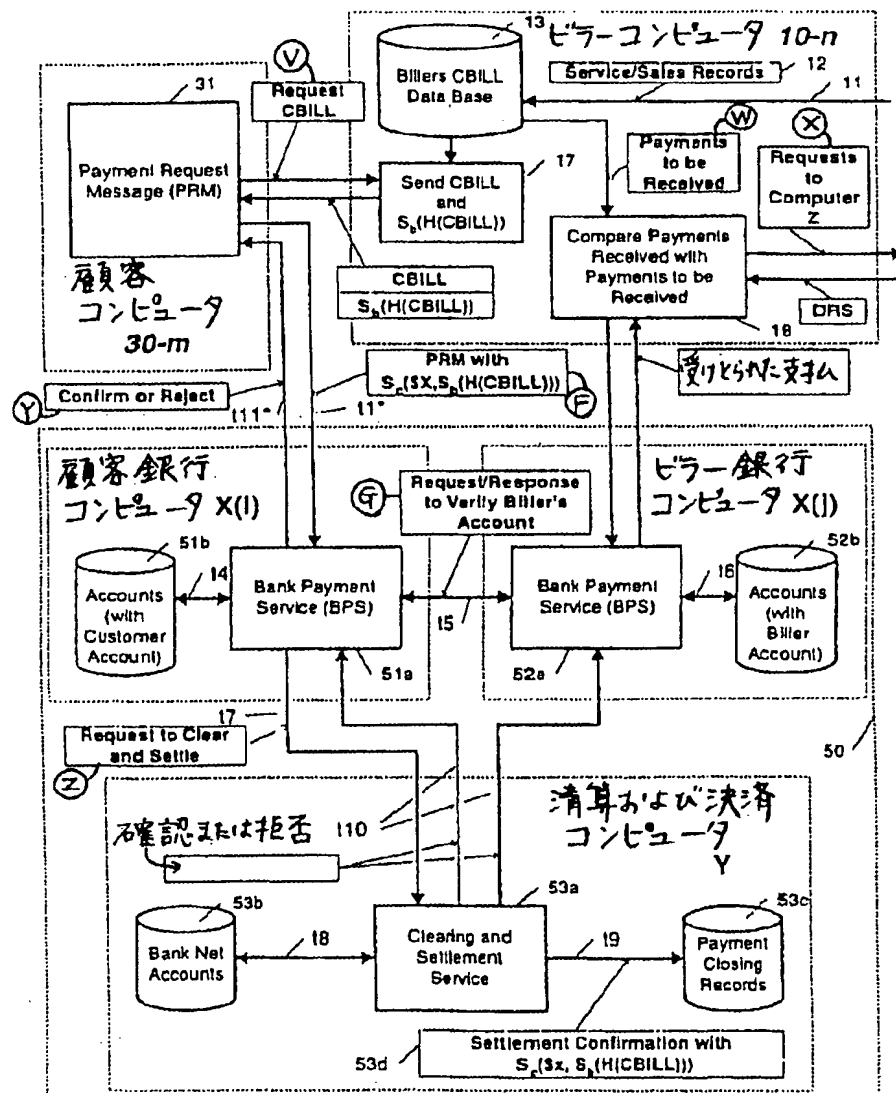 13
ビラーコンピュータ 10-n
V
31
Request
CBILL
Billers CBILL
Data Base
Service/Sales Records
12
11
W
X
Payment Request
Message (PRM)
17
Payments
to be
Received
Requests
to
Computer
Z
Send CBILL
and
S_b(H(CBILL))
Compare Payments
Received with
Payments to be
Received
CBILL
S_b(H(CBILL))
DRS
顧客
コンピュータ
30-m
18
PRM with
S_c($X,S_b(H(CBILL)))
F
受けとられた支払
Y
Confirm or Reject
t11*
t1*
顧客銀行
コンピュータ X(I)
G
Request/Response
to Verify Biller's
Account
ビラー銀行
コンピュータ X(J)
51b
52b
Accounts
(with
Customer
Account)
t4
Bank Payment
Service (BPS)
t5
Bank Payment
Service (BPS)
t6
Accounts
(with
Biller
Account)
51a
52a
t7
Request to Clear
and Settle
Z
50
確認または拒否
t10
清算および決済
コンピュータ
Y
53b
53a
53c
Bank Net
Accounts
t8
Clearing and
Settlement
Service
t9
Payment
Closing
Records
53d
Settlement Confirmation with
S_c($x, S_b(H(CBILL)))